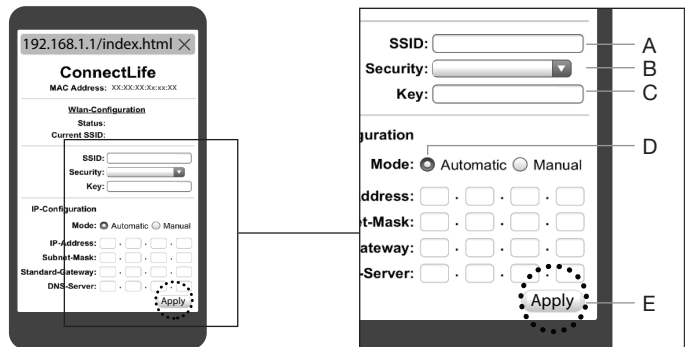 192.168.1.1/index.html ×
ConnectLife
MAC Address: XX:XX:XX:Xx:xx:XX
Wlan-Configuration
Status:
Current SSID:
SSID:
Security:
Key:
IP-Configuration
Mode: Automatic Manual
IP-Address: . . .
Subnet-Mask: . . .
Standard-Gateway: . . .
DNS-Server: . . .
Apply
SSID: A
Security: B
Key: C
guration
D
Mode: Automatic Manual
ddress: . . .
et-Mask: . . .
ateway: . . .
-Server: . . .
Apply E